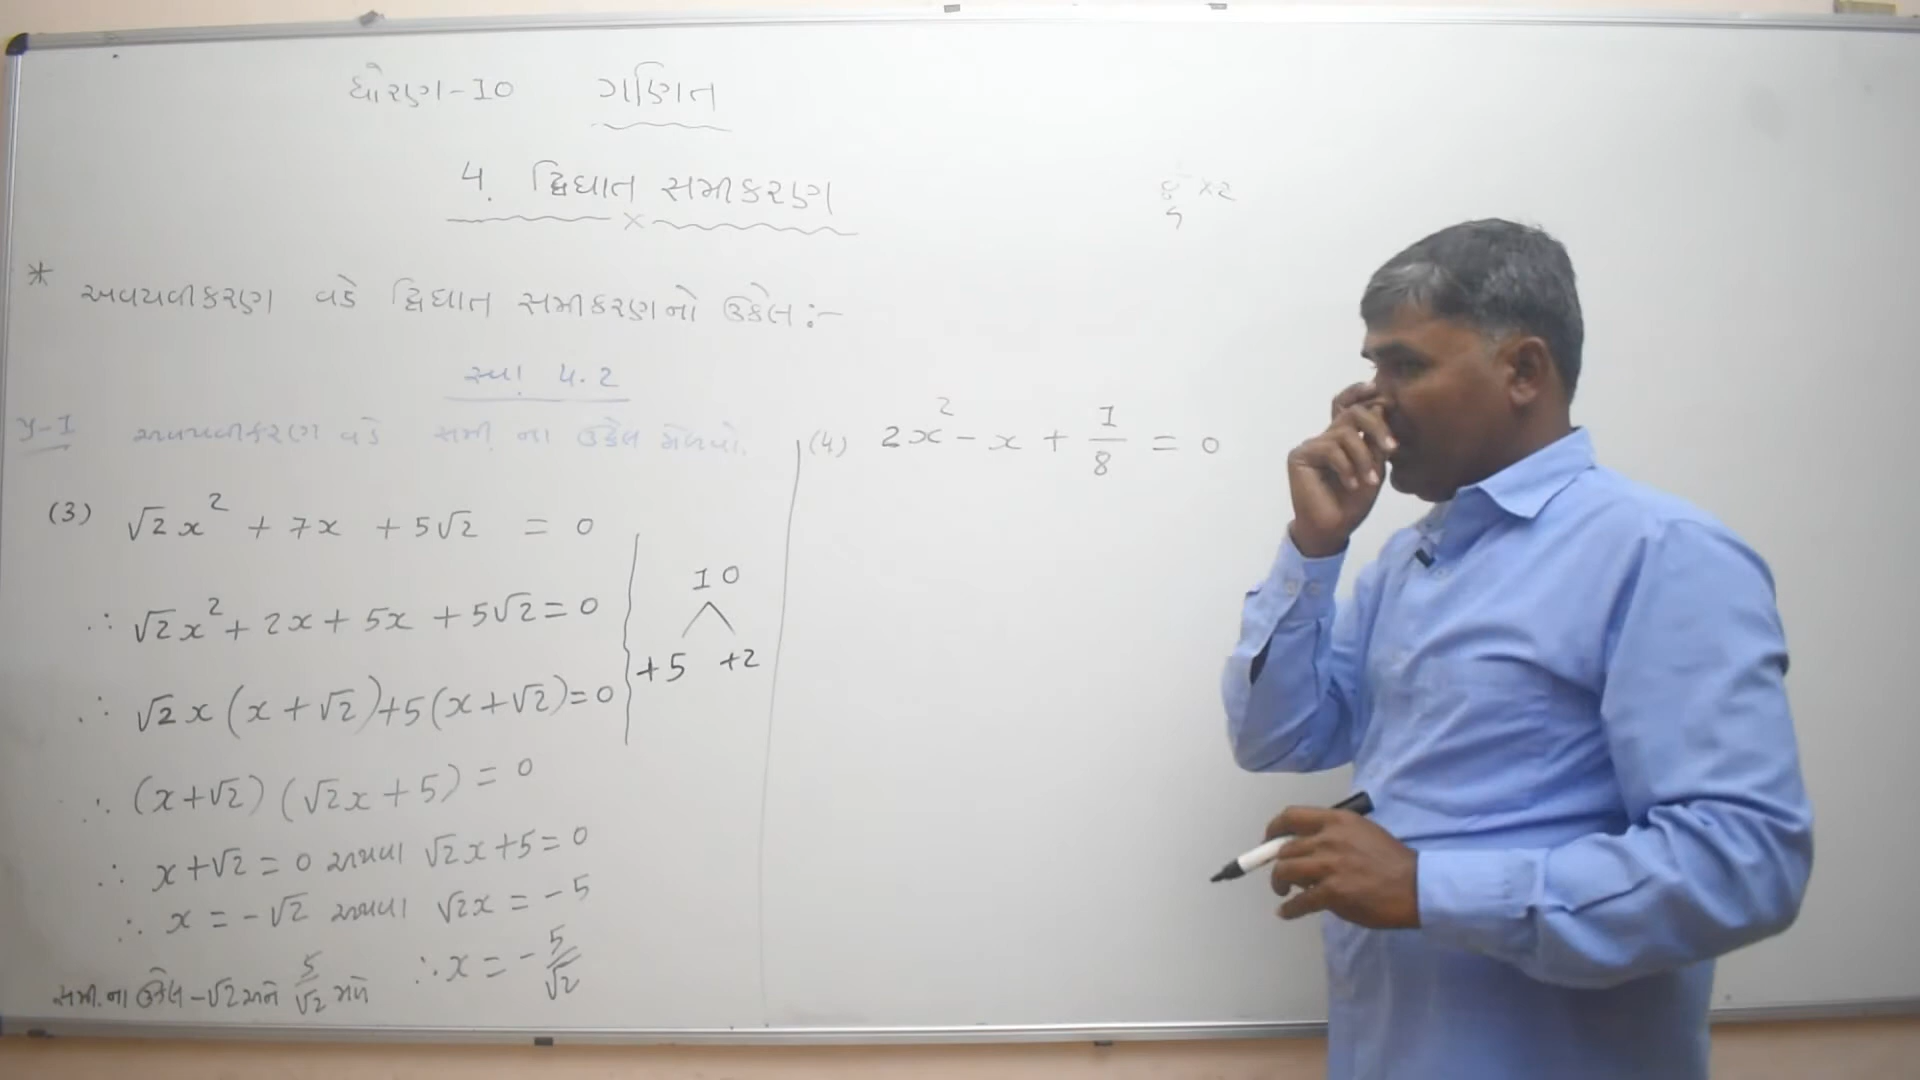 ધોરણ-10 ગણિત
4. દ્વિઘાત સમીકરણ
* અવયવીકરણ વડે દ્વિઘાત સમીકરણનો ઉકેલ :-
સ્વા. 4.2
પ્ર-1 અવયવીકરણ વડે સમી. ના ઉકેલ મેળવો.
(3) √2x² + 7x + 5√2 = 0
∴ √2x² + 2x + 5x + 5√2 = 0
∴ √2x(x + √2) + 5(x + √2) = 0
∴ (x + √2) (√2x + 5) = 0
∴ x + √2 = 0 અથવા √2x + 5 = 0
∴ x = - √2 અથવા √2x = - 5
∴ x = - 5/√2
સમી. ના ઉકેલ -√2 અને 5/√2 મળે
10
+5 +2
(4) 2x² - x + 1/8 = 0